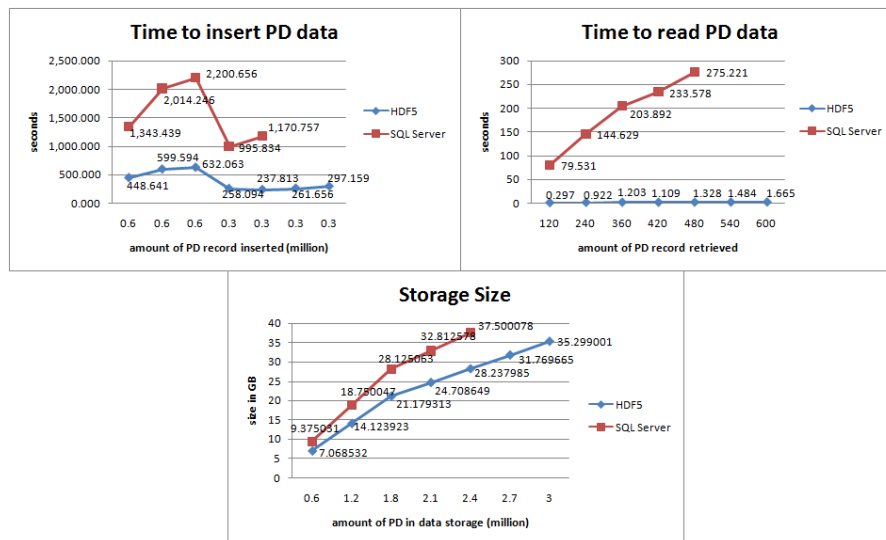 Time to insert PD data
2,500.000
2,000.000
1,500.000
1,000.000
500.000
0.000
seconds
2,200.656
2,014.246
1,343.439
1,170.757
995.834
599.594
632.063
448.641
237.813
297.159
258.094
261.656
HDF5
SQL Server
0.6 0.6 0.6 0.3 0.3 0.3 0.3
amount of PD record inserted (million)
Time to read PD data
300
250
200
150
100
50
0
seconds
275.221
233.578
203.892
144.629
79.531
0.297 0.922 1.203 1.109 1.328 1.484 1.665
HDF5
SQL Server
120 240 360 420 480 540 600
amount of PD record retrieved
Storage Size
40
35
30
25
20
15
10
5
0
size in GB
37.500078
32.812578
35.299001
28.125063
31.769665
28.237985
24.708649
18.750047
21.179313
14.123923
9.375031
7.068532
HDF5
SQL Server
0.6 1.2 1.8 2.1 2.4 2.7 3
amount of PD in data storage (million)